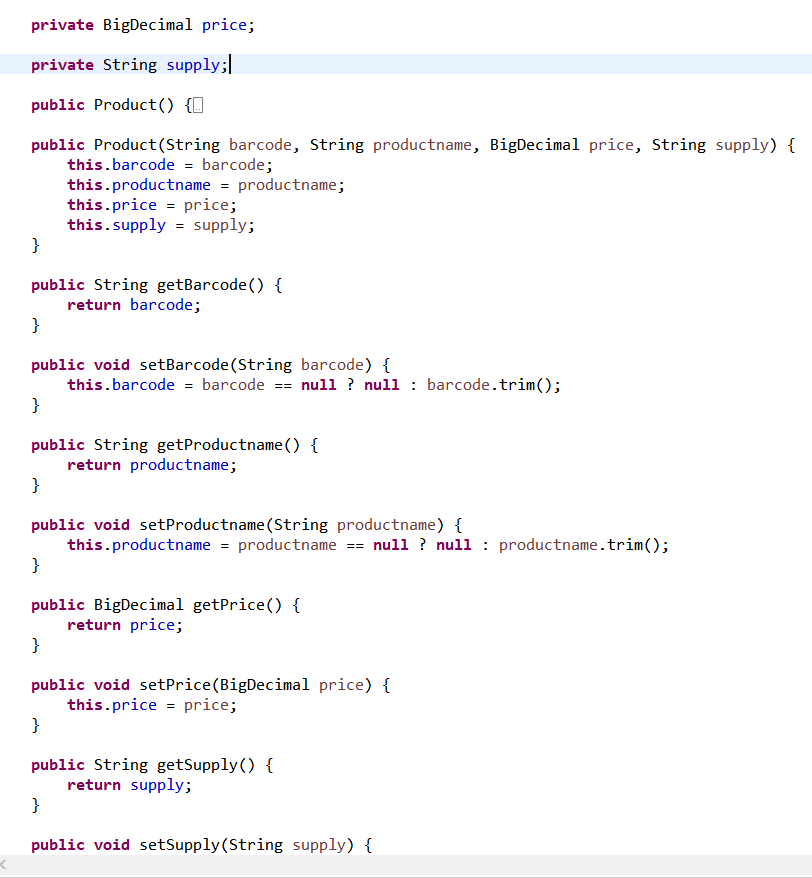 private BigDecimal price;
private String supply;
public Product() {
public Product(String barcode, String productname, BigDecimal price, String supply) {
this.barcode = barcode;
this.productname = productname;
this.price = price;
this.supply = supply;
}
public String getBarcode() {
return barcode;
}
public void setBarcode(String barcode) {
this.barcode = barcode == null ? null : barcode.trim();
}
public String getProductname() {
return productname;
}
public void setProductname(String productname) {
this.productname = productname == null ? null : productname.trim();
}
public BigDecimal getPrice() {
return price;
}
public void setPrice(BigDecimal price) {
this.price = price;
}
public String getSupply() {
return supply;
}
public void setSupply(String supply) {